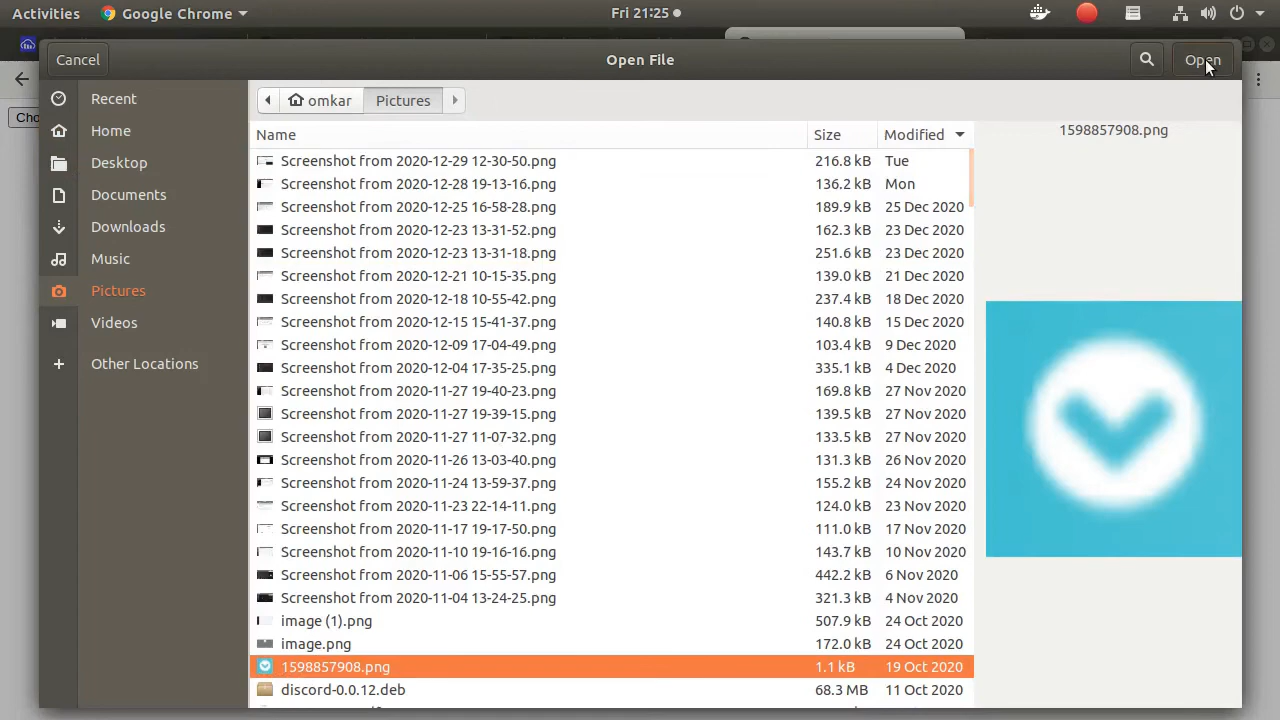 Activities Google Chrome Fri 21:25
Cancel Open File Open
Cho
Recent
Home
Desktop
Documents
Downloads
Music
Pictures
Videos
Other Locations
omkar Pictures
Name Size Modified
Screenshot from 2020-12-29 12-30-50.png 216.8 kB Tue
Screenshot from 2020-12-28 19-13-16.png 136.2 kB Mon
Screenshot from 2020-12-25 16-58-28.png 189.9 kB 25 Dec 2020
Screenshot from 2020-12-23 13-31-52.png 162.3 kB 23 Dec 2020
Screenshot from 2020-12-23 13-31-18.png 251.6 kB 23 Dec 2020
Screenshot from 2020-12-21 10-15-35.png 139.0 kB 21 Dec 2020
Screenshot from 2020-12-18 10-55-42.png 237.4 kB 18 Dec 2020
Screenshot from 2020-12-15 15-41-37.png 140.8 kB 15 Dec 2020
Screenshot from 2020-12-09 17-04-49.png 103.4 kB 9 Dec 2020
Screenshot from 2020-12-04 17-35-25.png 335.1 kB 4 Dec 2020
Screenshot from 2020-11-27 19-40-23.png 169.8 kB 27 Nov 2020
Screenshot from 2020-11-27 19-39-15.png 139.5 kB 27 Nov 2020
Screenshot from 2020-11-27 11-07-32.png 133.5 kB 27 Nov 2020
Screenshot from 2020-11-26 13-03-40.png 131.3 kB 26 Nov 2020
Screenshot from 2020-11-24 13-59-37.png 155.2 kB 24 Nov 2020
Screenshot from 2020-11-23 22-14-11.png 124.0 kB 23 Nov 2020
Screenshot from 2020-11-17 19-17-50.png 111.0 kB 17 Nov 2020
Screenshot from 2020-11-10 19-16-16.png 143.7 kB 10 Nov 2020
Screenshot from 2020-11-06 15-55-57.png 442.2 kB 6 Nov 2020
Screenshot from 2020-11-04 13-24-25.png 321.3 kB 4 Nov 2020
image (1).png 507.9 kB 24 Oct 2020
image.png 172.0 kB 24 Oct 2020
1598857908.png 1.1 kB 19 Oct 2020
discord-0.0.12.deb 68.3 MB 11 Oct 2020
1598857908.png